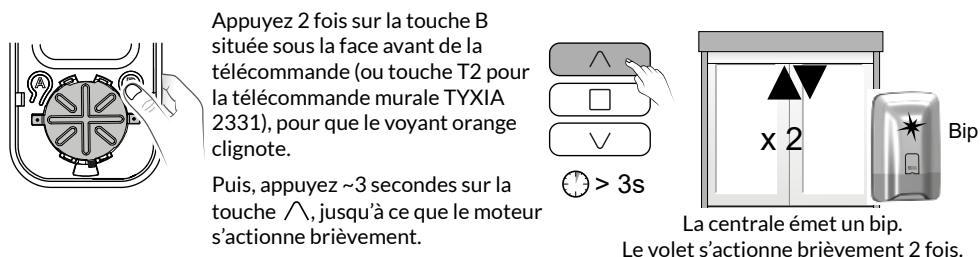 A
Appuyez 2 fois sur la touche B
située sous la face avant de la
télécommande (ou touche T2 pour
la télécommande murale TYXIA
2331), pour que le voyant orange
clignote.
Puis, appuyez ~3 secondes sur la
touche , jusqu’à ce que le moteur
s’actionne brièvement.
> 3s
x 2
Bip
La centrale émet un bip.
Le volet s’actionne brièvement 2 fois.